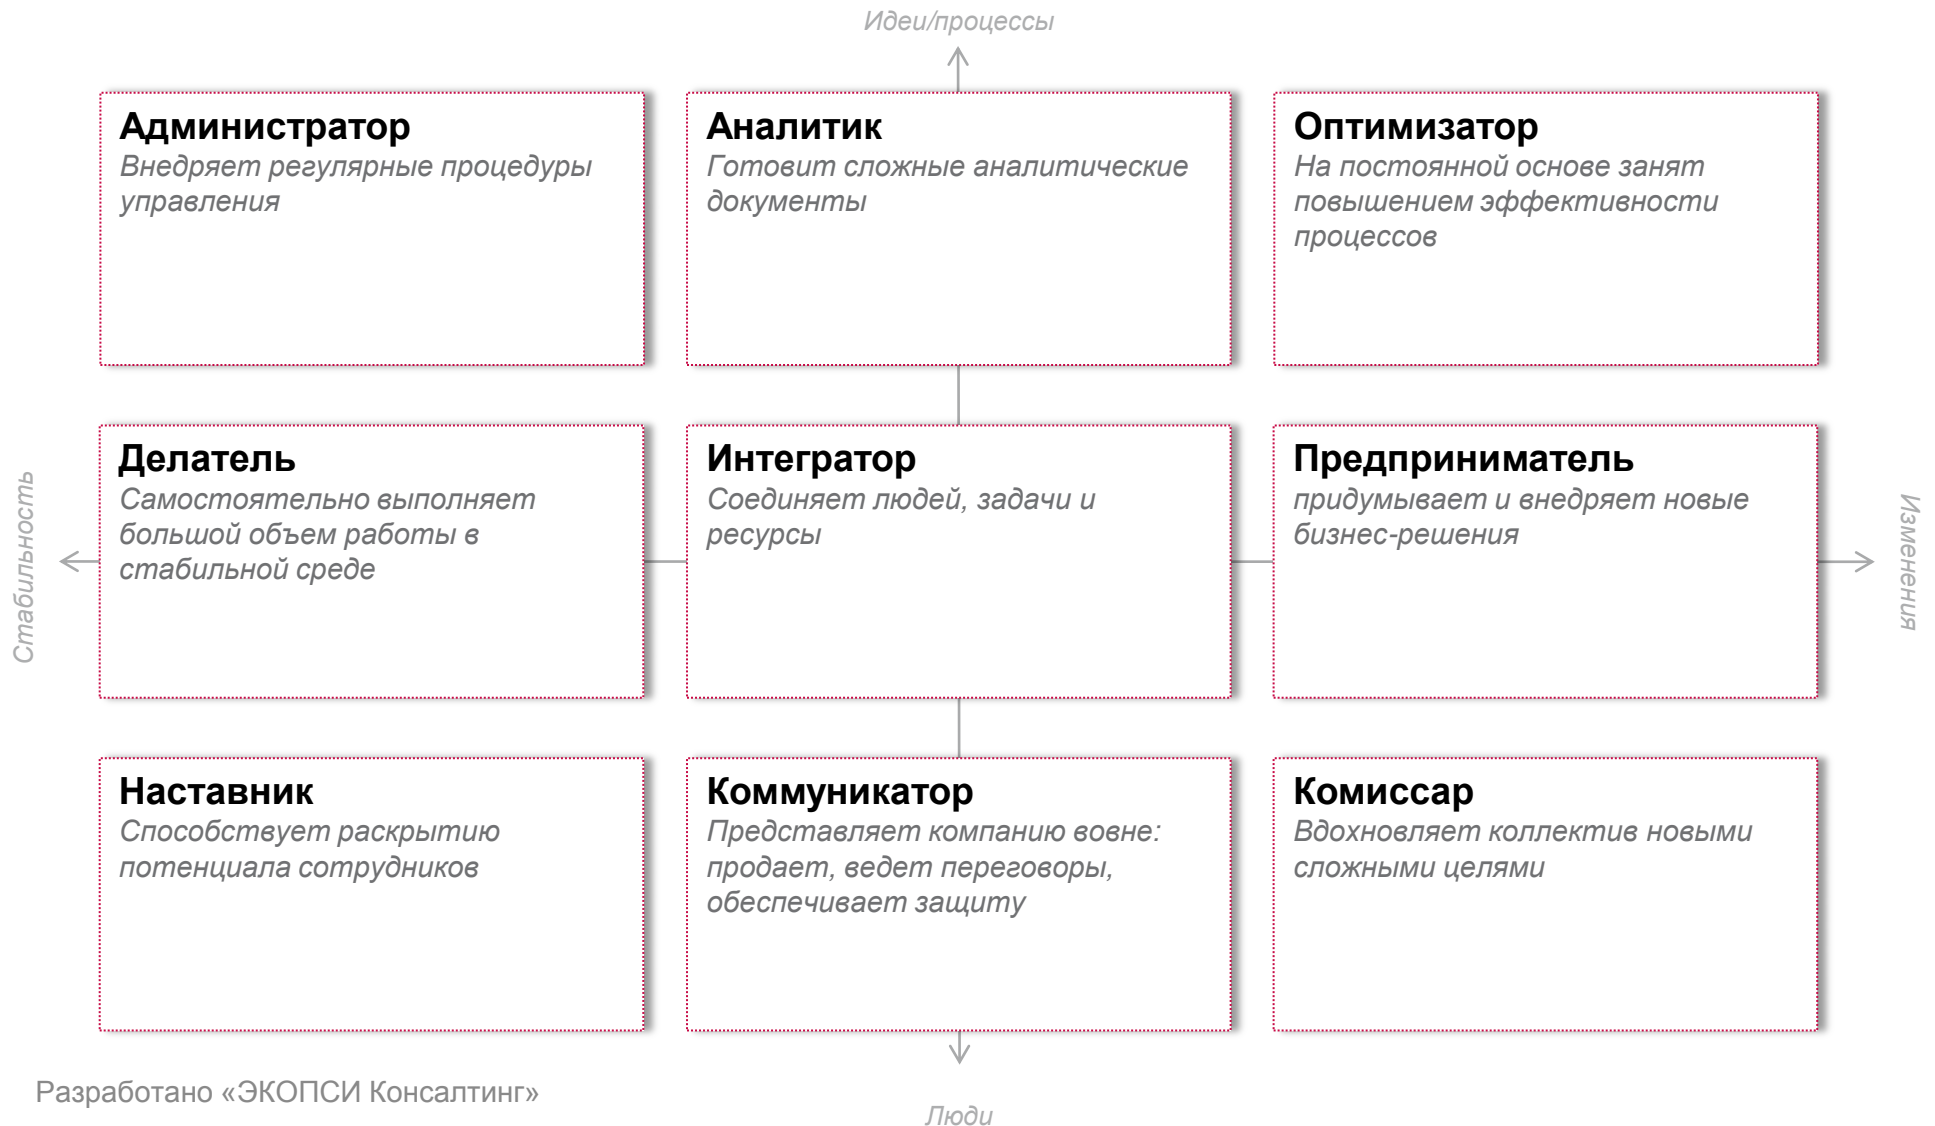 Идеи/процессы
Администратор
Внедряет регулярные процедуры
управления
Аналитик
Готовит сложные аналитические
документы
Оптимизатор
На постоянной основе занят
повышением эффективности
процессов
Стабильность
Делатель
Самостоятельно выполняет
большой объем работы в
стабильной среде
Интегратор
Соединяет людей, задачи и
ресурсы
Предприниматель
придумывает и внедряет новые
бизнес-решения
Изменения
Наставник
Способствует раскрытию
потенциала сотрудников
Коммуникатор
Представляет компанию вовне:
продает, ведет переговоры,
обеспечивает защиту
Комиссар
Вдохновляет коллектив новыми
сложными целями
Разработано «ЭКОПСИ Консалтинг»
Люди